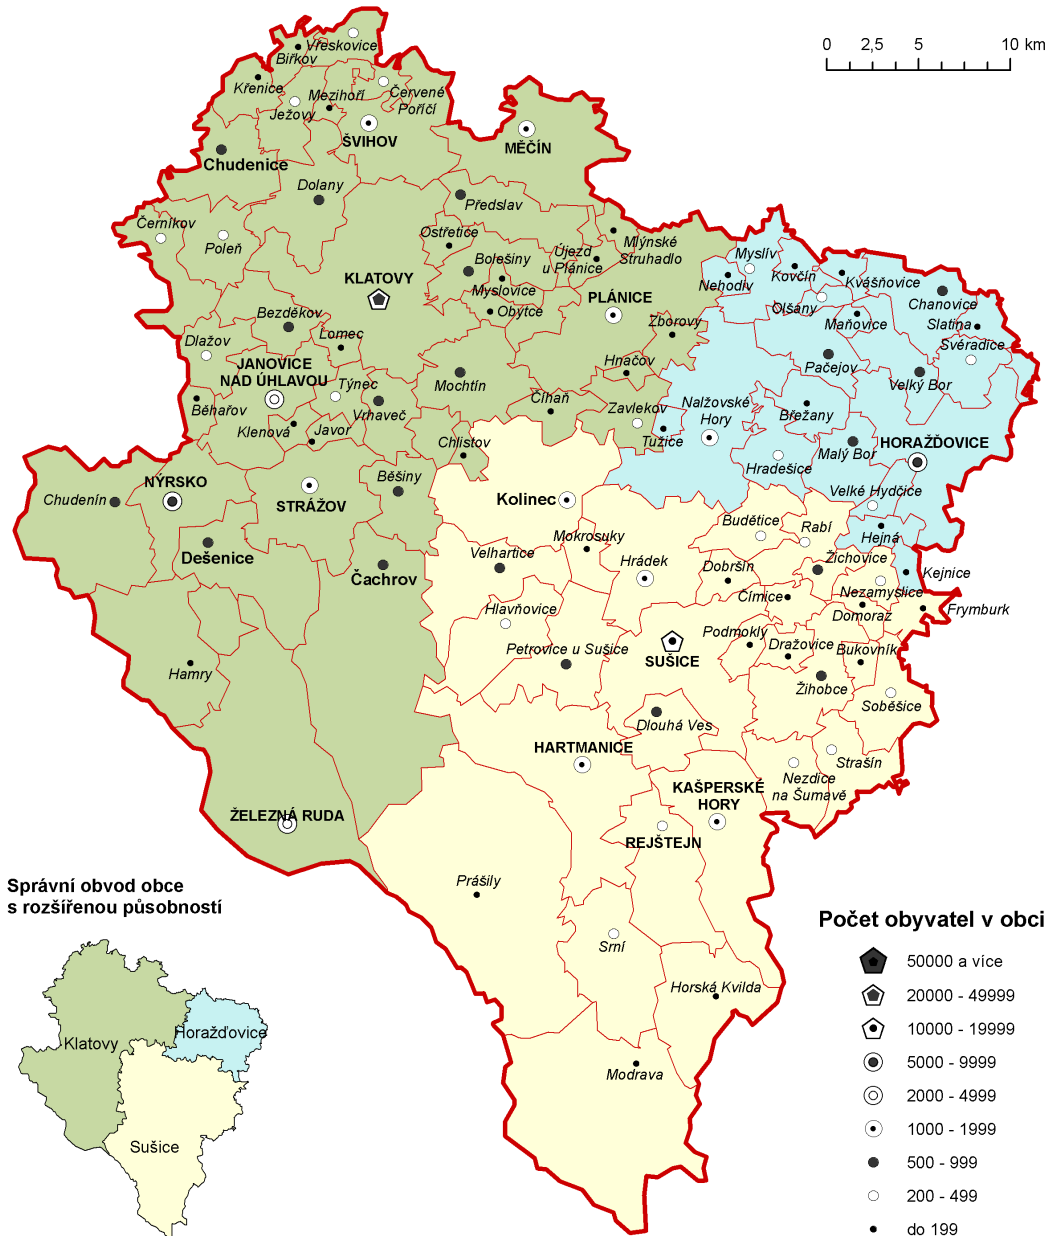 0 2,5 5 10 km
Vřeskovice
Biřkov
Křenice
Mezihoří
Červené
Poříčí
Ježovy
ŠVIHOV
MĚČÍN
Chudenice
Dolany
Předslav
Černíkov
Poleň
Ostřetice
Mlýnské
Struhadlo
Újezd
u Plánice
Bolešiny
Myslovice
KLATOVY
PLÁNICE
Obytce
Bezděkov
Zborovy
Lomec
Dlažov
JANOVICE
NAD ÚHLAVOU
Týnec
Mochtín
Hnačov
Běhařov
Vrhaveč
Číhaň
Zavlekov
Klenová
Javor
Chlistov
Myslív
Nehodiv
Kovčín
Kvášňovice
Olšany
Chanovice
Maňovice
Slatina
Svéradice
Pačejov
Velký Bor
Nalžovské
Hory
Břežany
Tužice
Malý Bor
HORAŽĎOVICE
Hradešice
Velké Hydčice
Hejná
Kejnice
Chudenín
NÝRSKO
STRÁŽOV
Běšiny
Kolinec
Dešenice
Čachrov
Hamry
ŽELEZNÁ RUDA
Budětice
Rabí
Mokrosuky
Velhartice
Hrádek
Dobršín
Žichovice
Čímice
Nezamyslice
Domoraz
Frymburk
Hlavňovice
Petrovice u Sušice
SUŠICE
Podmokly
Dražovice
Bukovník
Žihobce
Soběšice
Dlouhá Ves
HARTMANICE
Strašín
Nezdice
na Šumavě
KAŠPERSKÉ
HORY
REJŠTEJN
Prášily
Srní
Horská Kvilda
Modrava
Správní obvod obce
s rozšířenou působností
Horažďovice
Klatovy
Sušice
Počet obyvatel v obci
50000 a více
20000 - 49999
10000 - 19999
5000 - 9999
2000 - 4999
1000 - 1999
500 - 999
200 - 499
do 199